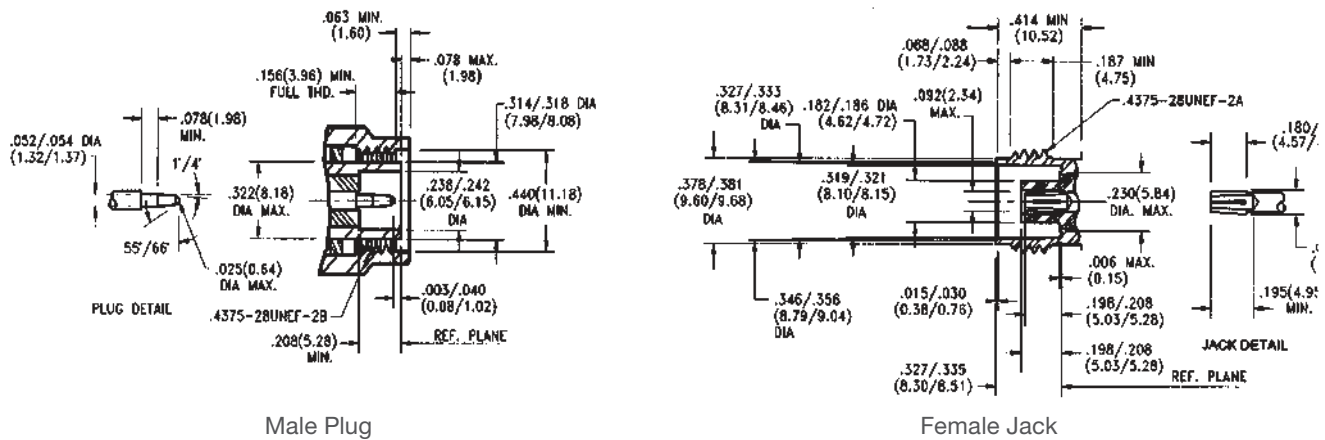 .063 MIN.
(1.60)
.078 MAX.
(1.98)
.156(3.96) MIN.
FULL THD.
.314/.318 DIA
(7.98/8.08)
.078(1.98)
MIN.
.052/.054 DIA
(1.32/1.37)
1'/4'
.322(8.18)
DIA MAX.
.238/.242
(6.05/6.15)
DIA
.440(11.18)
DIA MIN.
55'/66'
.025(0.64)
DIA MAX.
PLUG DETAIL
.003/.040
(0.08/1.02)
.4375-28UNEF-2B
.208(5.28)
MIN.
REF. PLANE
Male Plug
.414 MIN
(10.52)
.068/.088
(1.73/2.24)
.187 MIN
(4.75)
.327/.333
(8.31/8.46)
DIA
.182/.186 DIA
(4.62/4.72)
.092(2.34)
MAX.
.4375-28UNEF-2A
.180/
(4.57/
.378/.381
(9.60/9.68)
DIA
.319/.321
(8.10/8.15)
DIA
.230(5.84)
DIA. MAX.
.006 MAX.
(0.15)
.346/.356
(8.79/9.04)
DIA
.015/.030
(0.38/0.76)
.198/.208
(5.03/5.28)
.195(4.95
MIN.
JACK DETAIL
.198/.208
(5.03/5.28)
.327/.335
(8.30/8.51)
REF. PLANE
Female Jack